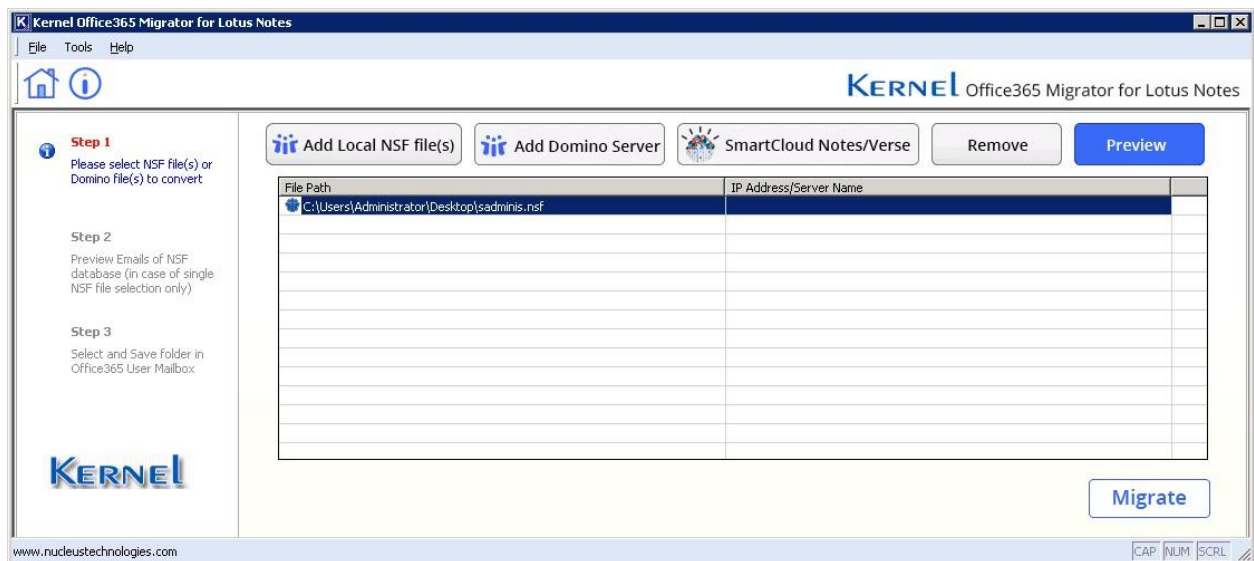 Kernel Office365 Migrator for Lotus Notes
File Tools Help
KERNEL Office365 Migrator for Lotus Notes
Step 1
Please select NSF file(s) or
Domino file(s) to convert
Step 2
Preview Emails of NSF
database (in case of single
NSF file selection only)
Step 3
Select and Save folder in
Office365 User Mailbox
KERNEL
Add Local NSF file(s) Add Domino Server SmartCloud Notes/Verse Remove Preview
File Path IP Address/Server Name
C:\Users\Administrator\Desktop\sadminis.nsf
Migrate
www.nucleustechnologies.com CAP NUM SCRL